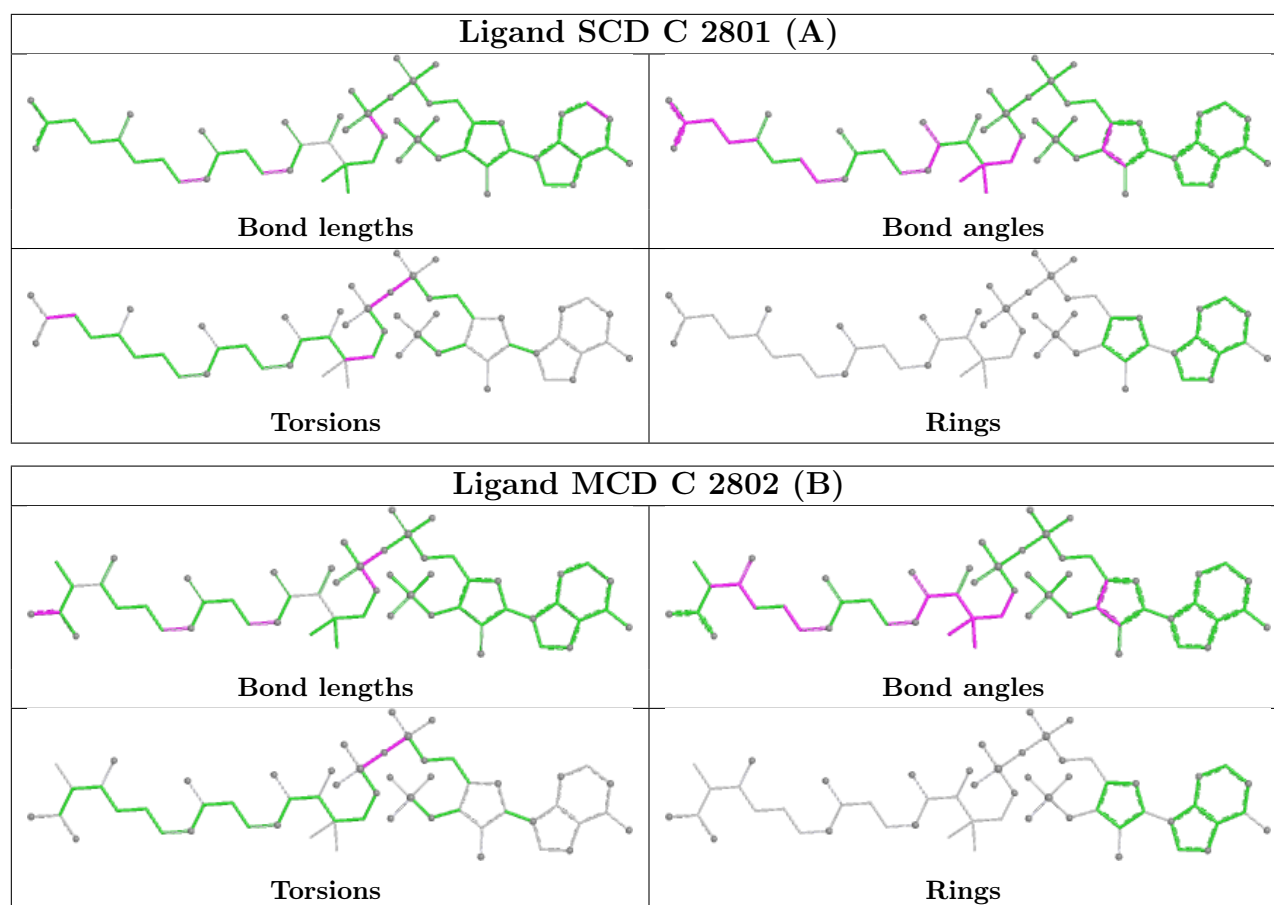 Ligand SCD C 2801 (A)
Bond lengths
Bond angles
Torsions
Rings
Ligand MCD C 2802 (B)
Bond lengths
Bond angles
Torsions
Rings